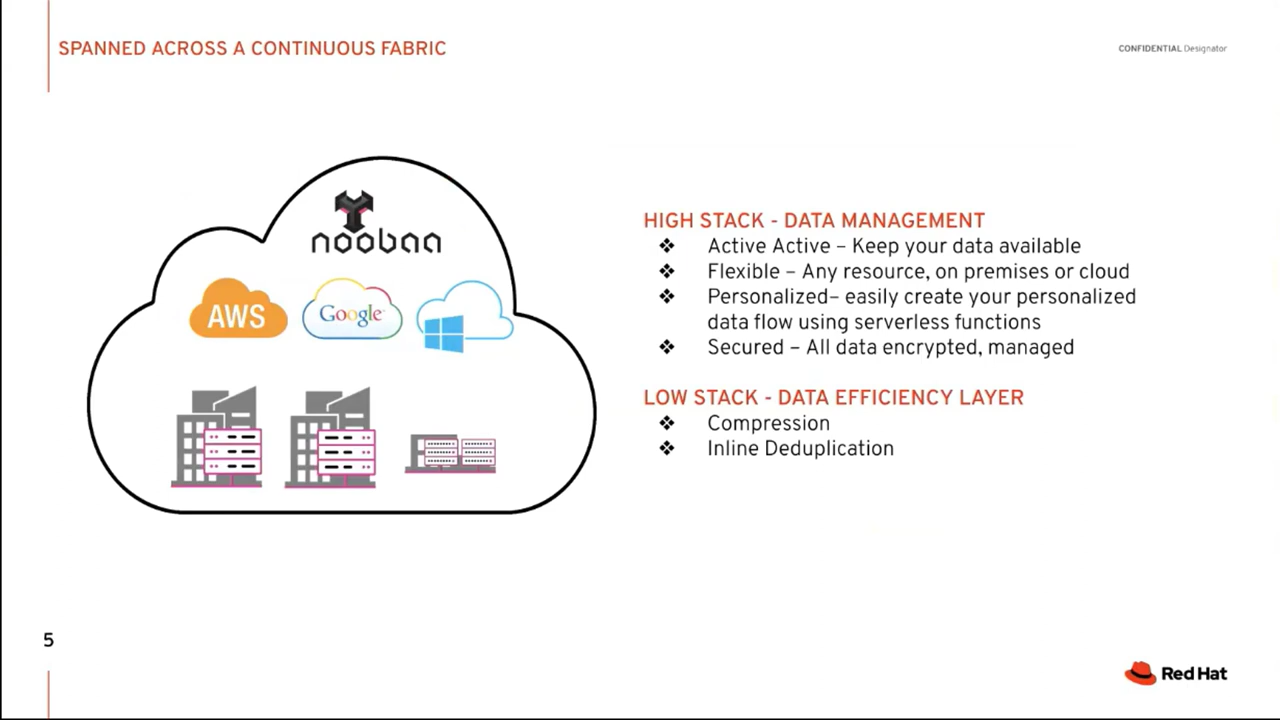 SPANNED ACROSS A CONTINUOUS FABRIC
CONFIDENTIAL Designator
noobaa
AWS
Google
HIGH STACK - DATA MANAGEMENT
❖ Active Active – Keep your data available
❖ Flexible – Any resource, on premises or cloud
❖ Personalized– easily create your personalized
data flow using serverless functions
❖ Secured – All data encrypted, managed
LOW STACK - DATA EFFICIENCY LAYER
❖ Compression
❖ Inline Deduplication
5
Red Hat